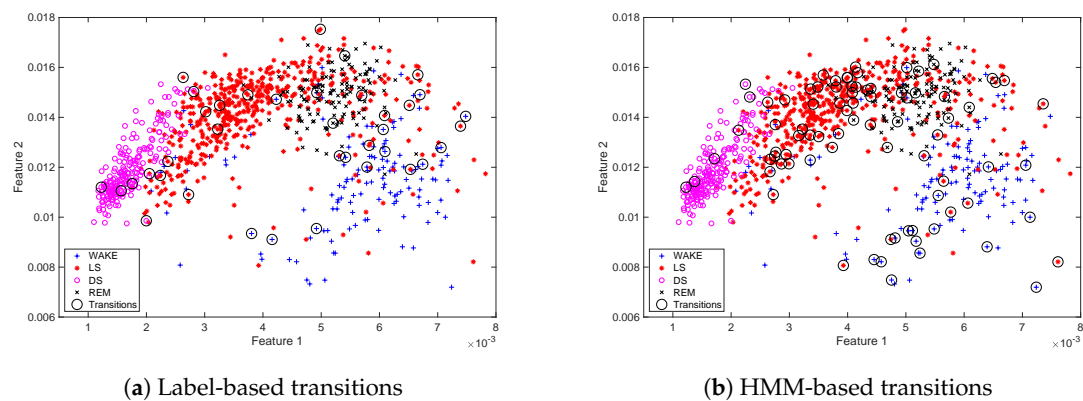 0.018
0.016
0.014
0.012
0.01
0.008
0.006
Feature 2
WAKE
LS
DS
REM
Transitions
1 2 3 4 5 6 7 8
Feature 1
×10⁻³
(a) Label-based transitions
0.018
0.016
0.014
0.012
0.01
0.008
0.006
Feature 2
WAKE
LS
DS
REM
Transitions
1 2 3 4 5 6 7 8
Feature 1
×10⁻³
(b) HMM-based transitions